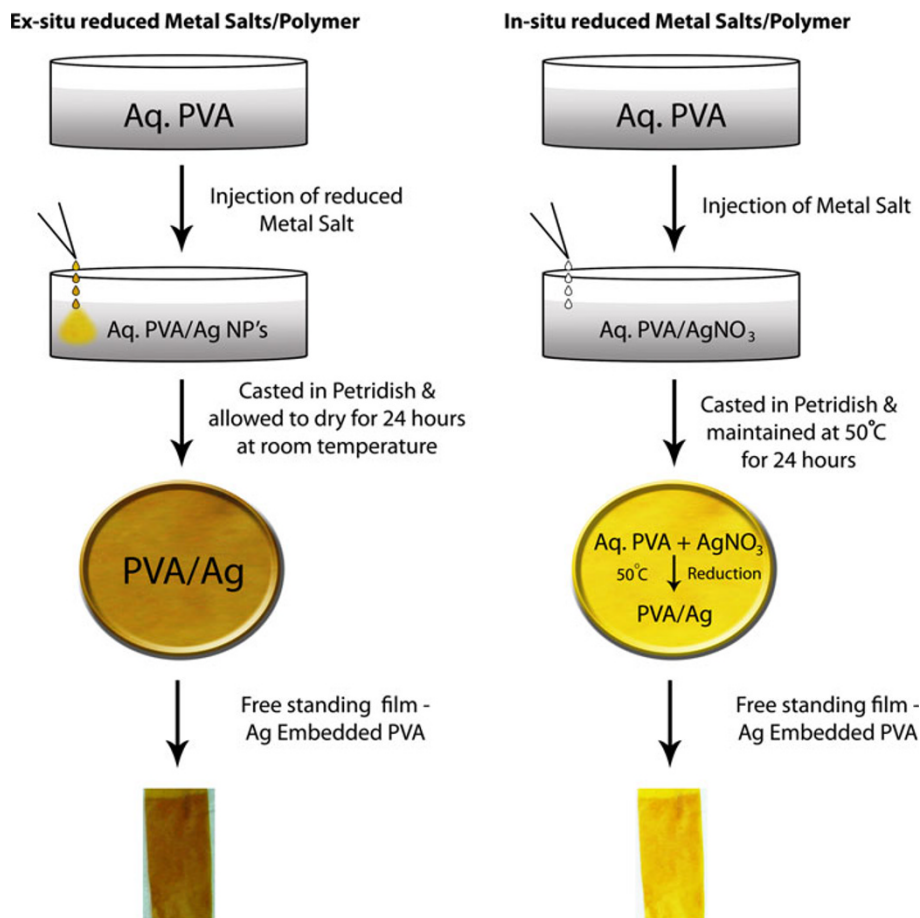 Ex-situ reduced Metal Salts/Polymer
Aq. PVA
Injection of reduced
Metal Salt
Aq. PVA/Ag NP's
Casted in Petridish &
allowed to dry for 24 hours
at room temperature
PVA/Ag
Free standing film -
Ag Embedded PVA
In-situ reduced Metal Salts/Polymer
Aq. PVA
Injection of Metal Salt
Aq. PVA/AgNO₃
Casted in Petridish &
maintained at 50°C
for 24 hours
Aq. PVA + AgNO₃
50°C Reduction
PVA/Ag
Free standing film -
Ag Embedded PVA